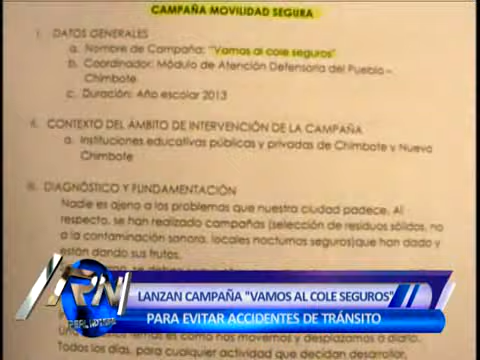 CAMPAÑA MOVILIDAD SEGURA
I. DATOS GENERALES
a. Nombre de Campaña: "Vamos al cole seguros"
b. Coordinador: Módulo de Atención Defensoria del Pueblo –
Chimbote
c. Duración: Año escolar 2013
II. CONTEXTO DEL ÁMBITO DE INTERVENCIÓN DE LA CAMPAÑA
a. Instituciones educativas públicas y privadas de Chimbote y Nuevo
Chimbote
III. DIAGNÓSTICO Y FUNDAMENTACIÓN
Nadie es ajeno a los problemas que nuestra ciudad padece. Al
respecto, se han realizado campañas (selección de residuos sólidos, no
a la contaminación sonora, locales nocturnos seguros)que han dado y
están dando sus frutos.
RN
LANZAN CAMPAÑA "VAMOS AL COLE SEGUROS"
PARA EVITAR ACCIDENTES DE TRÁNSITO
es como nos movemos y desplazamos a diario.
Todos los días, para cualquier actividad que decidan desarrollar